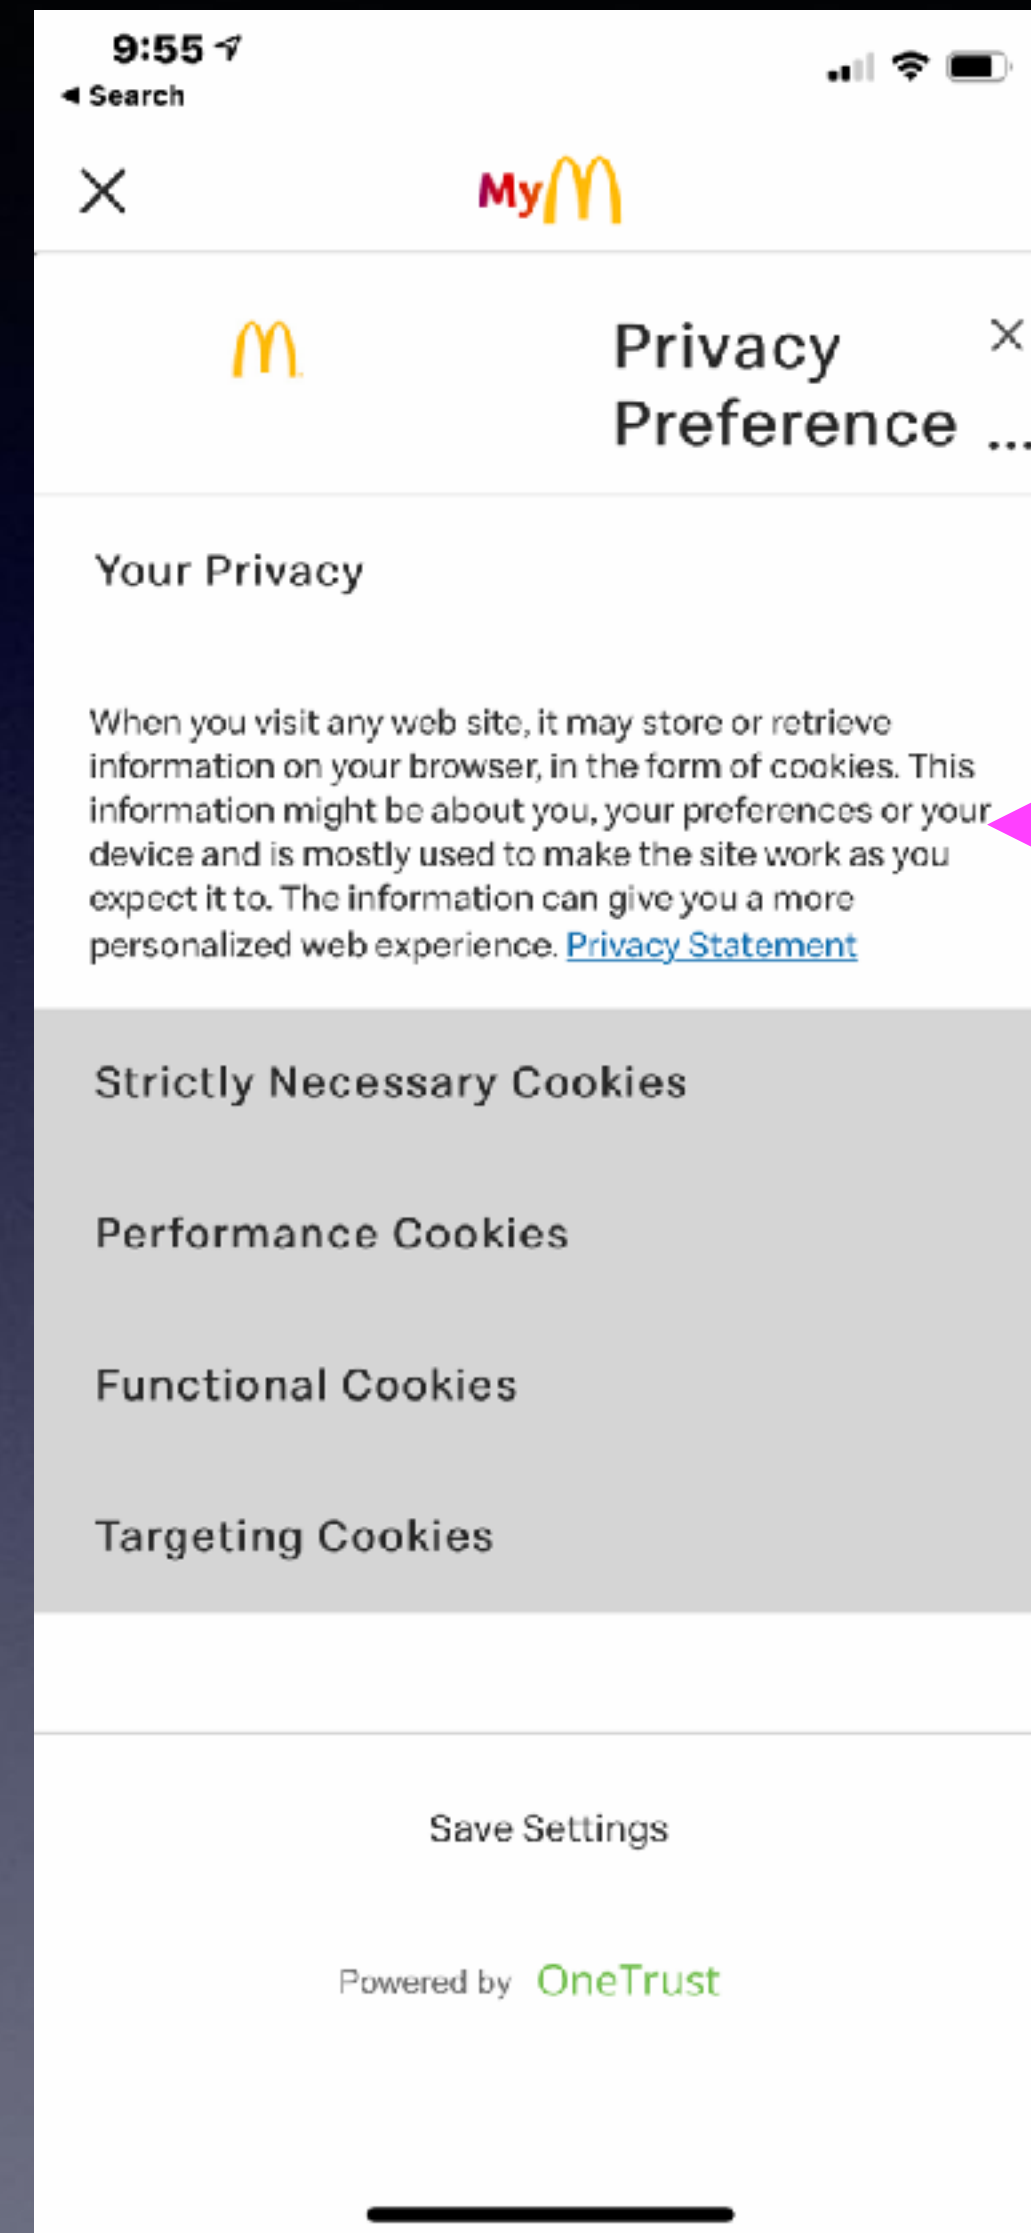 9:55
◀ Search
My
Privacy
Preference ...
Your Privacy
When you visit any web site, it may store or retrieve
information on your browser, in the form of cookies. This
information might be about you, your preferences or your
device and is mostly used to make the site work as you
expect it to. The information can give you a more
personalized web experience. Privacy Statement
Strictly Necessary Cookies
Performance Cookies
Functional Cookies
Targeting Cookies
Save Settings
Powered by OneTrust